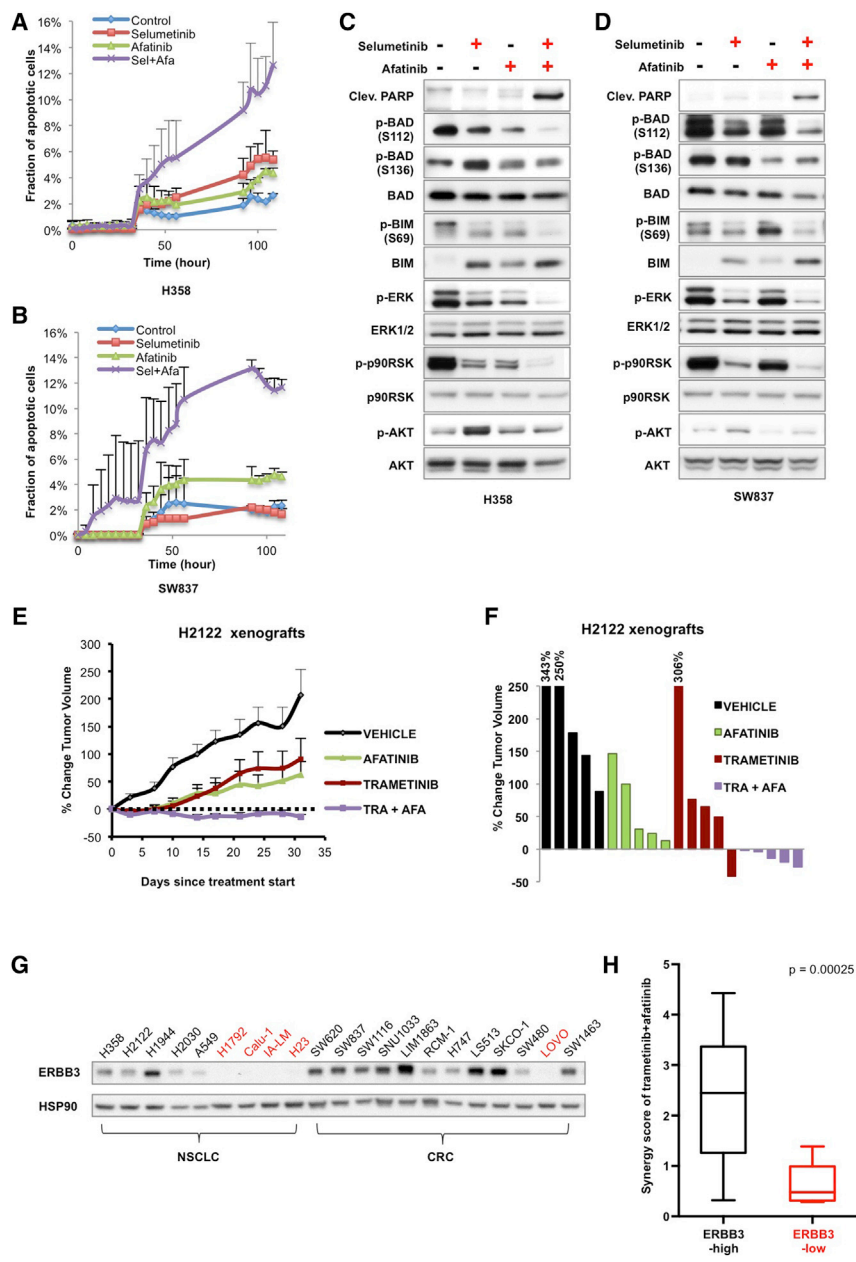 A
16%
14%
12%
10%
8%
6%
4%
2%
0%
Fraction of apoptotic cells
Control
Selumetinib
Afatinib
Sel+Afa
0 50 100
Time (hour)
H358
B
16%
14%
12%
10%
8%
6%
4%
2%
0%
Fraction of apoptotic cells
Control
Selumetinib
Afatinib
Sel+Afa
0 50 100
Time (hour)
SW837
C
Selumetinib - + - +
Afatinib - - + +
Clev. PARP
p-BAD
(S112)
p-BAD
(S136)
BAD
p-BIM
(S69)
BIM
p-ERK
ERK1/2
p-p90RSK
p90RSK
p-AKT
AKT
H358
D
Selumetinib - + - +
Afatinib - - + +
Clev. PARP
p-BAD
(S112)
p-BAD
(S136)
BAD
p-BIM
(S69)
BIM
p-ERK
ERK1/2
p-p90RSK
p90RSK
p-AKT
AKT
SW837
E
H2122 xenografts
300
250
200
150
100
50
0
-50
% Change Tumor Volume
0 5 10 15 20 25 30 35
Days since treatment start
VEHICLE
AFATINIB
TRAMETINIB
TRA + AFA
F
H2122 xenografts
343% 250% 306%
250
200
150
100
50
0
-50
% Change Tumor Volume
VEHICLE
AFATINIB
TRAMETINIB
TRA + AFA
G
H358 H2122 H1944 H2030 A549 H1792 Calu-1 IA-LM H23 SW620 SW837 SW1116 SNU1033 LIM1863 RCM-1 H747 LS513 SKCO-1 SW480 LOVO SW1463
ERBB3
HSP90
NSCLC CRC
H
p = 0.00025
5
4
3
2
1
0
Synergy score of trametinib+afatiinib
ERBB3 ERBB3
-high -low